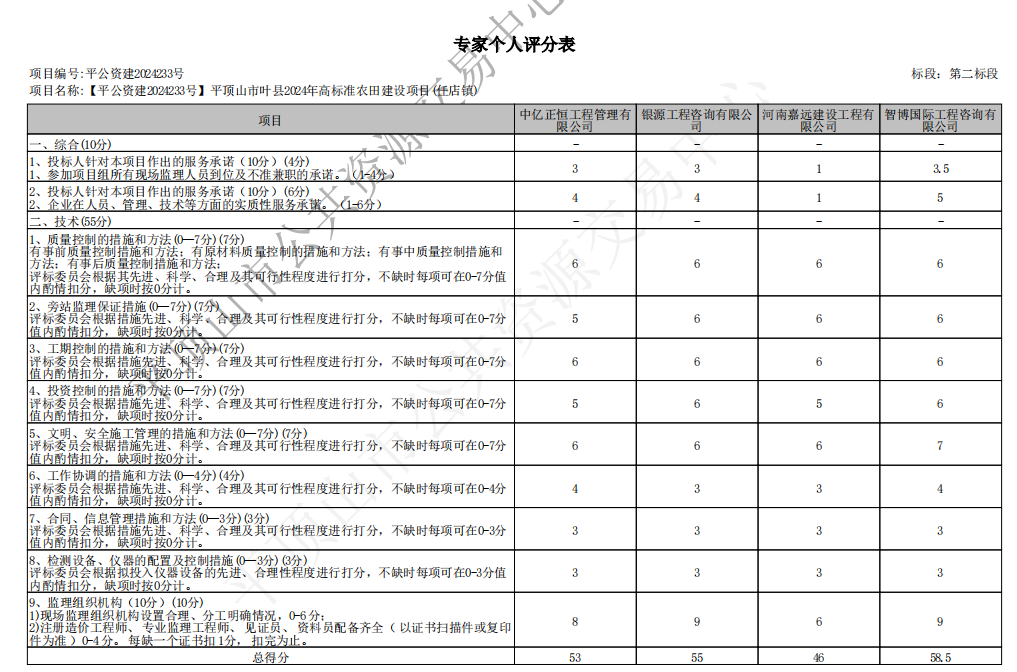 专家个人评分表
项目编号:平公资建2024233号 标段: 第二标段
项目名称:【平公资建2024233号】平顶山市叶县2024年高标准农田建设项目(任店镇)
项目 中亿正恒工程管理有限公司 银源工程咨询有限公司 河南嘉远建设工程有限公司 智博国际工程咨询有限公司
一、综合(10分) - - - -
1、投标人针对本项目作出的服务承诺(10分)(4分)
1、参加项目组所有现场监理人员到位及不准兼职的承诺。(1-4分) 3 3 1 3.5
2、投标人针对本项目作出的服务承诺(10分)(6分)
2、企业在人员、管理、技术等方面的实质性服务承诺。(1-6分) 4 4 1 5
二、技术(55分) - - - -
1、质量控制的措施和方法(0—7分)(7分)
有事前质量控制措施和方法;有原材料质量控制的措施和方法;有事中质量控制措施和
方法;有事后质量控制措施和方法;
评标委员会根据其先进、科学、合理及其可行性程度进行打分,不缺时每项可在0-7分值
内酌情扣分,缺项时按0分计。 6 6 6 6
2、旁站监理保证措施(0—7分)(7分)
评标委员会根据措施先进、科学、合理及其可行性程度进行打分,不缺时每项可在0-7分
值内酌情扣分,缺项时按0分计。 5 6 6 6
3、工期控制的措施和方法(0—7分)(7分)
评标委员会根据措施先进、科学、合理及其可行性程度进行打分,不缺时每项可在0-7分
值内酌情扣分,缺项时按0分计。 6 6 6 6
4、投资控制的措施和方法(0—7分)(7分)
评标委员会根据措施先进、科学、合理及其可行性程度进行打分,不缺时每项可在0-7分
值内酌情扣分,缺项时按0分计。 5 6 5 6
5、文明、安全施工管理的措施和方法(0—7分)(7分)
评标委员会根据措施先进、科学、合理及其可行性程度进行打分,不缺时每项可在0-7分
值内酌情扣分,缺项时按0分计。 6 6 6 7
6、工作协调的措施和方法(0—4分)(4分)
评标委员会根据措施先进、科学、合理及其可行性程度进行打分,不缺时每项可在0-4分
值内酌情扣分,缺项时按0分计。 4 3 3 4
7、合同、信息管理措施和方法(0—3分)(3分)
评标委员会根据措施先进、科学、合理及其可行性程度进行打分,不缺时每项可在0-3分
值内酌情扣分,缺项时按0分计。 3 3 3 3
8、检测设备、仪器的配置及控制措施(0—3分)(3分)
评标委员会根据拟投入仪器设备的先进、合理性程度进行打分,不缺时每项可在0-3分值
内酌情扣分,缺项时按0分计。 3 3 3 3
9、监理组织机构(10分)(10分)
1)现场监理组织机构设置合理、分工明确情况,0-6分;
2)注册造价工程师、专业监理工程师、见证员、资料员配备齐全(以证书扫描件或复印
件为准)0-4分。每缺一个证书扣1分,扣完为止。 8 9 6 9
总得分 53 55 46 58.5
平顶山市公共资源交易中心
平顶山市公共资源交易中心